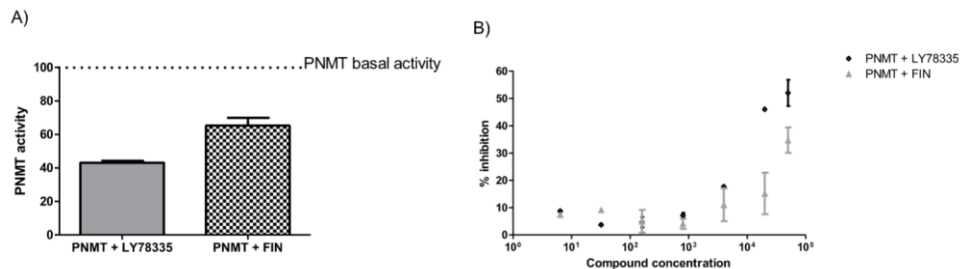 A)
PNMT basal activity
100
80
60
40
20
0
PNMT activity
PNMT + LY78335
PNMT + FIN
B)
PNMT + LY78335
PNMT + FIN
60
50
40
30
20
10
0
% inhibition
10⁰ 10¹ 10² 10³ 10⁴ 10⁵
Compound concentration